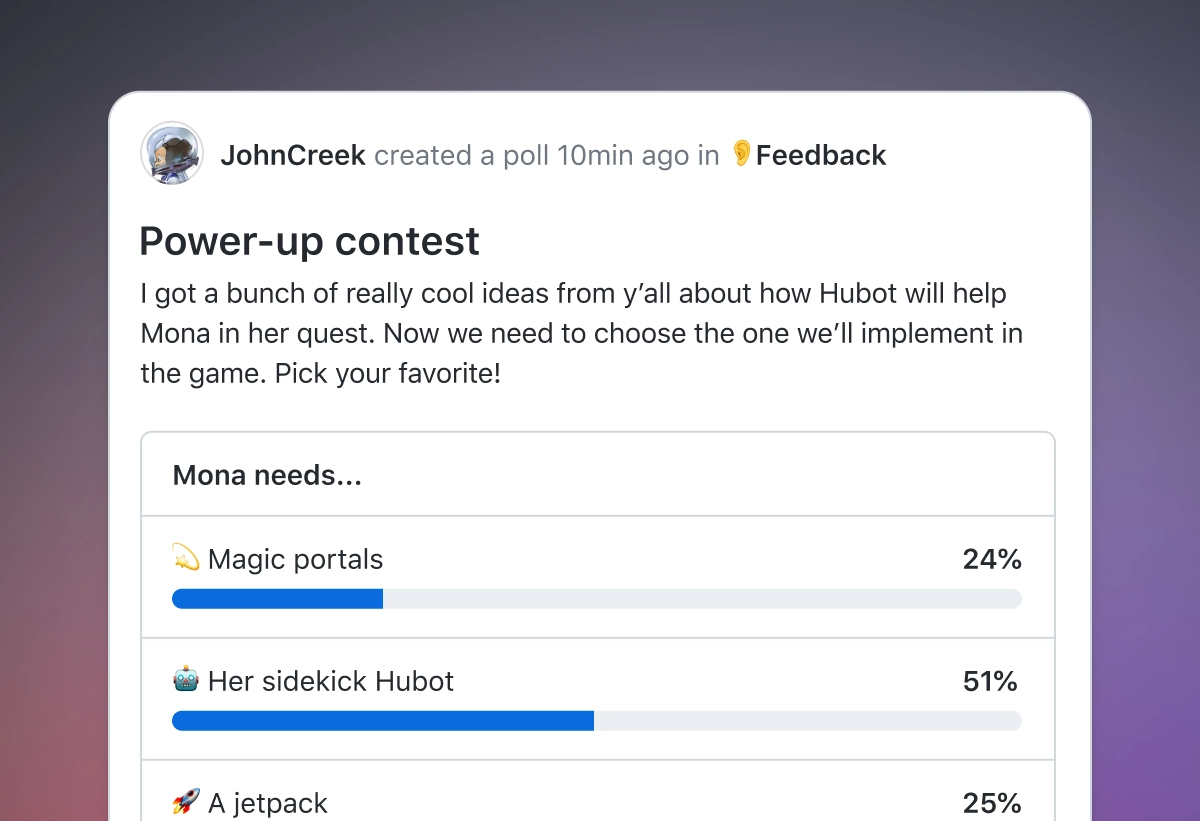 JohnCreek created a poll 10min ago in 👂Feedback
Power-up contest
I got a bunch of really cool ideas from y’all about how Hubot will help
Mona in her quest. Now we need to choose the one we’ll implement in
the game. Pick your favorite!
Mona needs...
💫 Magic portals 24%
🤖 Her sidekick Hubot 51%
🚀 A jetpack 25%